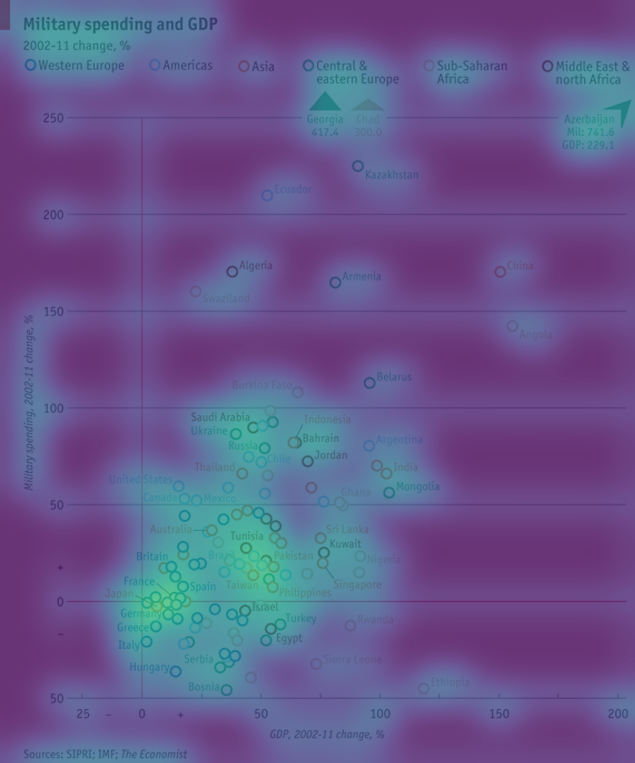 Military spending and GDP
2002-11 change, %
Western Europe
Americas
Asia
Central &
eastern Europe
Sub-Saharan
Africa
Middle East &
north Africa
250
Georgia
417.4
Chad
300.0
Azerbaijan
Mil: 741.6
GDP: 229.1
Kazakhstan
Ecuador
200
Algeria
China
Armenia
Swaziland
150
Angola
Belarus
Burkina Faso
100
Saudi Arabia
Indonesia
Ukraine
Bahrain
Argentina
Russia
Chile
Jordan
Thailand
India
United States
Mongolia
Canada
Mexico
Ghana
50
Australia
Sri Lanka
Tunisia
Kuwait
Britain
Brazil
Pakistan
Nigeria
+
France
Spain
Taiwan
Singapore
Japan
Philippines
0
Germany
Israel
Greece
Turkey
Rwanda
–
Italy
Egypt
Hungary
Serbia
Sierra Leone
Bosnia
Ethiopia
50
25 – 0 + 50 100 150 200
Military spending, 2002-11 change, %
GDP, 2002-11 change, %
Sources: SIPRI; IMF; The Economist